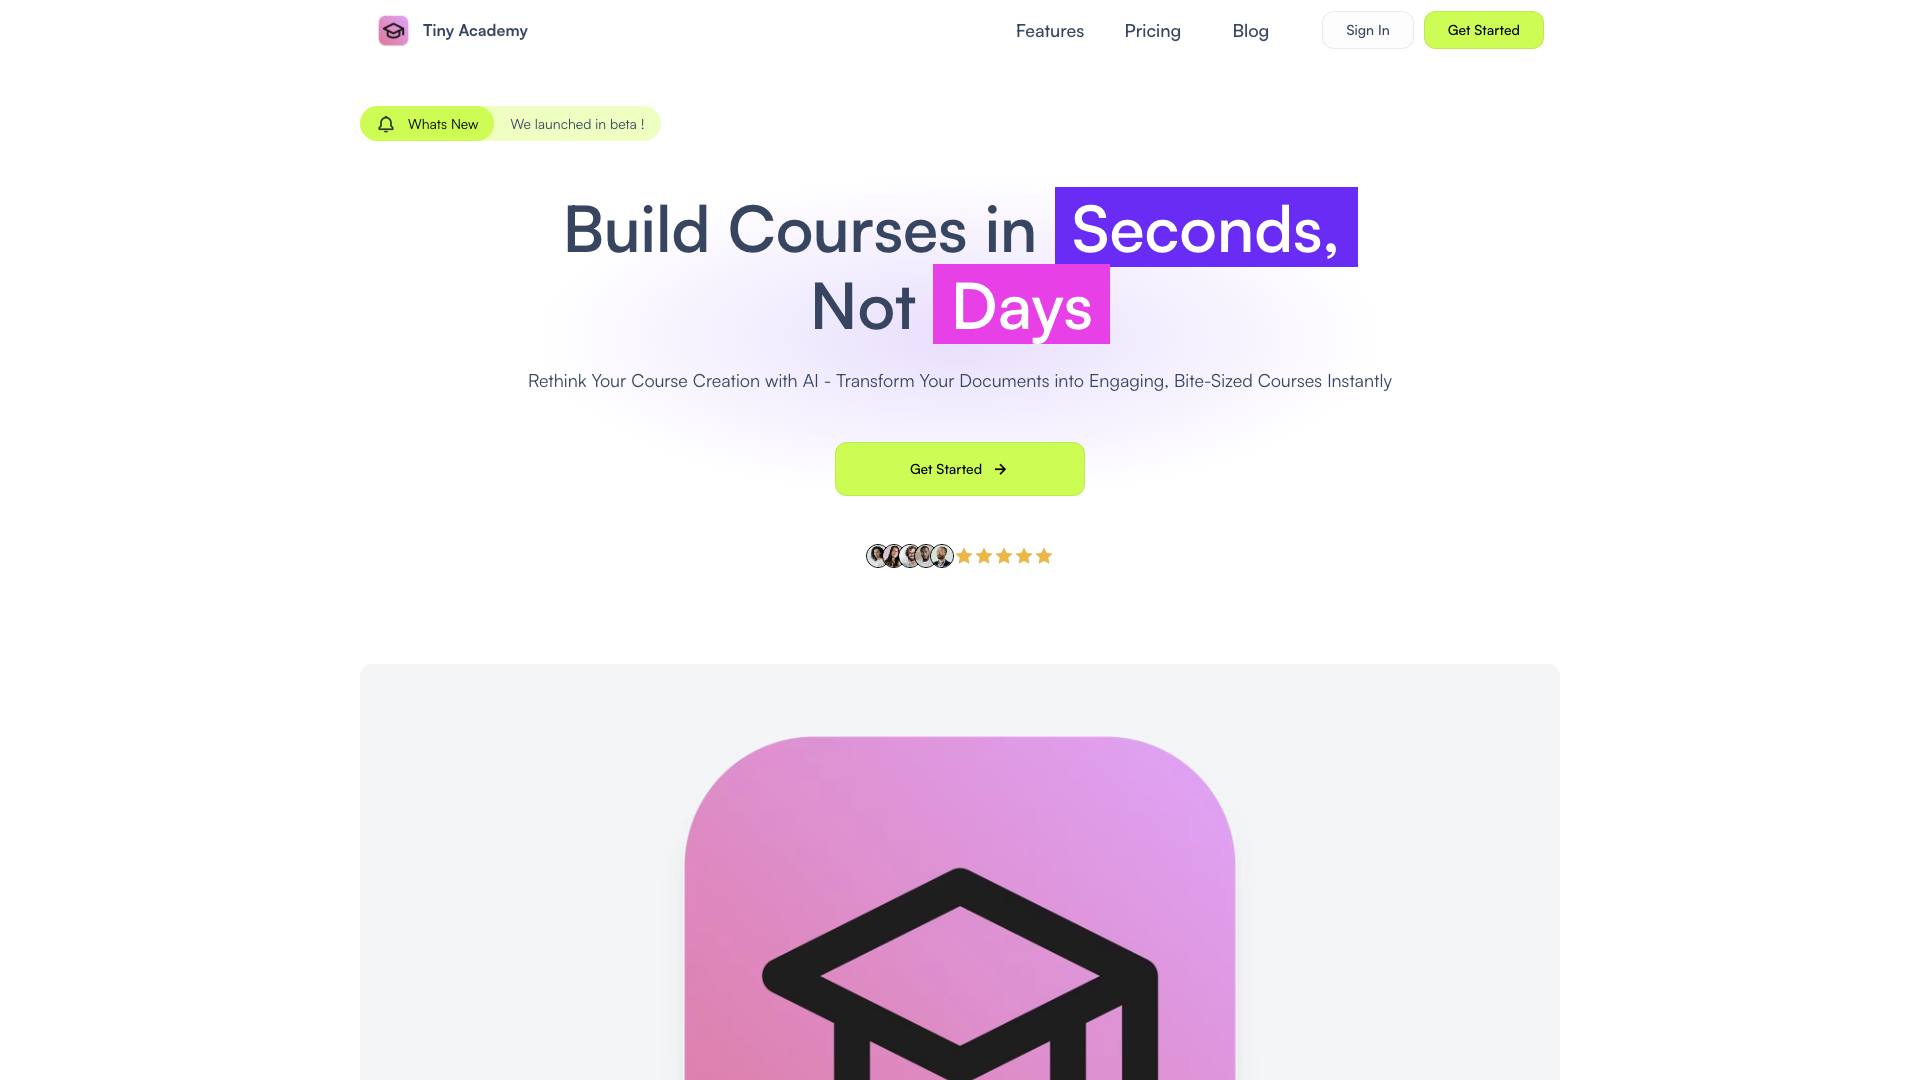 Tiny Academy
Features
Pricing
Blog
Sign In
Get Started
Whats New
We launched in beta !
Build Courses in Seconds,
Not Days
Rethink Your Course Creation with AI - Transform Your Documents into Engaging, Bite-Sized Courses Instantly
Get Started